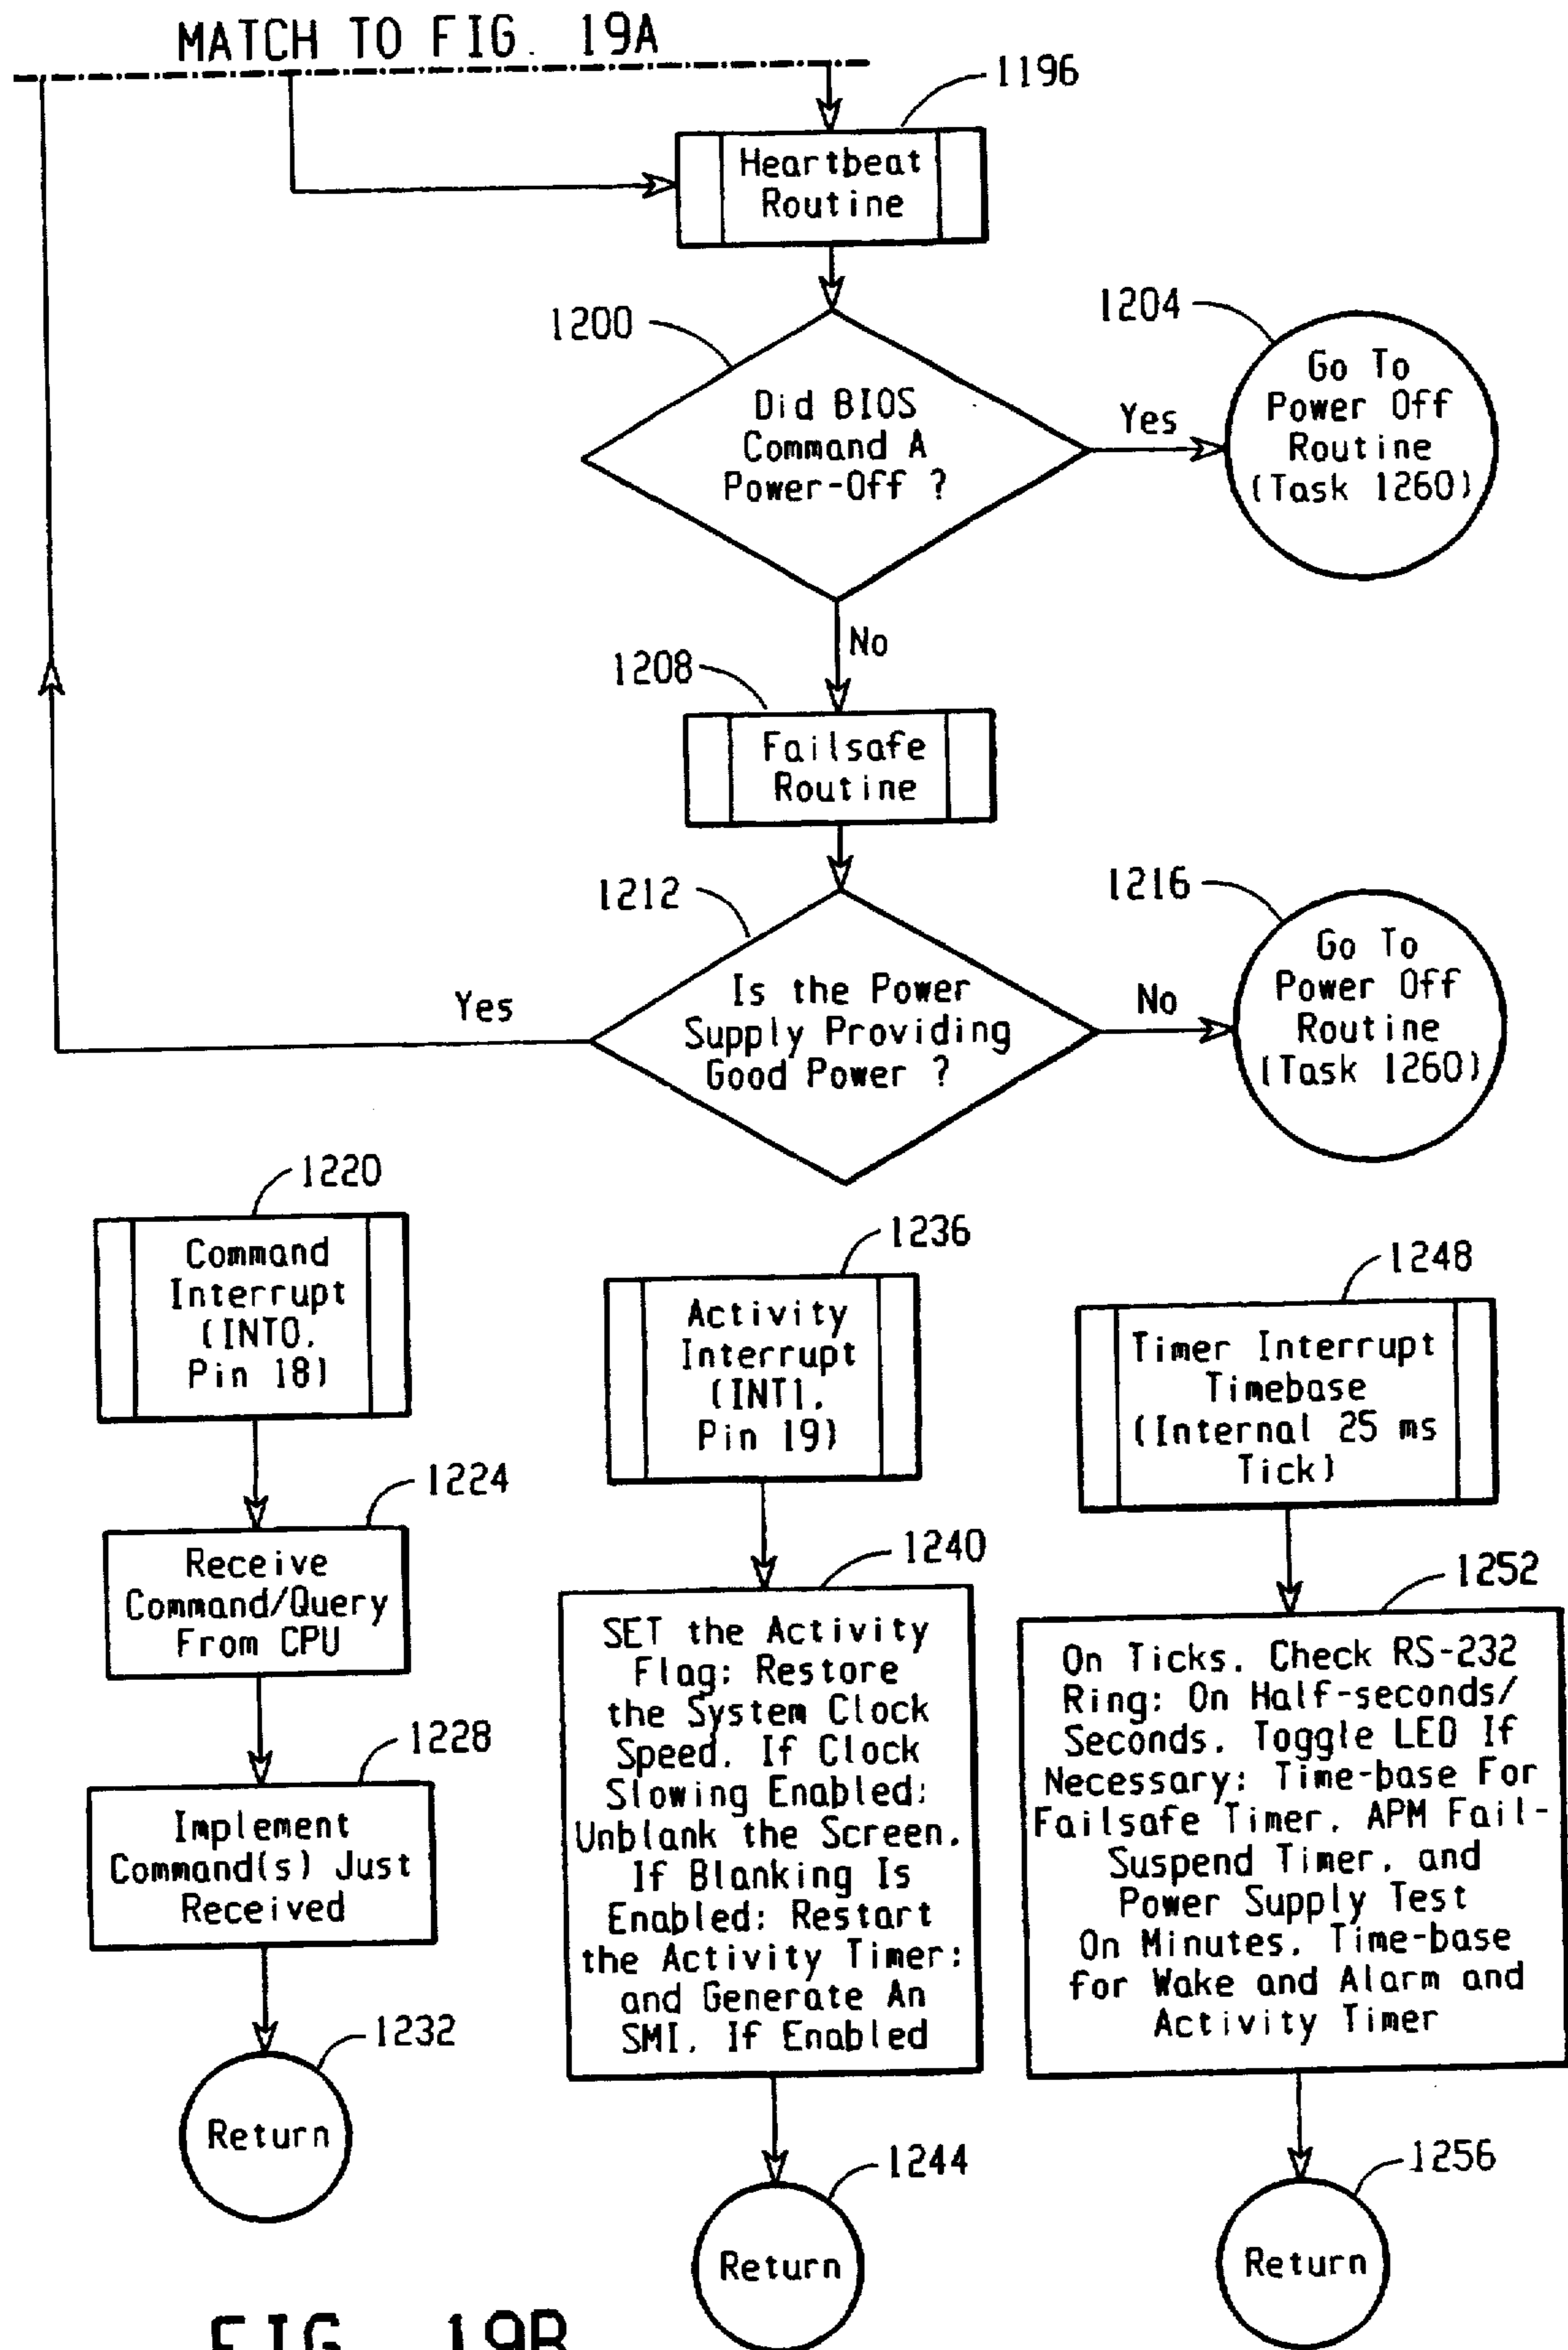 MATCH TO FIG. 19A
1196
Heartbeat
Routine
1200
Did BIOS
Command A
Power-Off ?
Yes
1204
Go To
Power Off
Routine
(Task 1260)
No
1208
Failsafe
Routine
1212
Is the Power
Supply Providing
Good Power ?
Yes
No
1216
Go To
Power Off
Routine
(Task 1260)
1220
Command
Interrupt
(INT0,
Pin 18)
1224
Receive
Command/Query
From CPU
1228
Implement
Command(s) Just
Received
1232
Return
1236
Activity
Interrupt
(INT1,
Pin 19)
1240
SET the Activity
Flag; Restore
the System Clock
Speed, If Clock
Slowing Enabled;
Unblank the Screen,
If Blanking Is
Enabled; Restart
the Activity Timer;
and Generate An
SMI, If Enabled
1244
Return
1248
Timer Interrupt
Timebase
(Internal 25 ms
Tick)
1252
On Ticks, Check RS-232
Ring; On Half-seconds/
Seconds, Toggle LED If
Necessary; Time-base For
Failsafe Timer, APM Fail-
Suspend Timer, and
Power Supply Test
On Minutes, Time-base
for Wake and Alarm and
Activity Timer
1256
Return
FIG. 19B